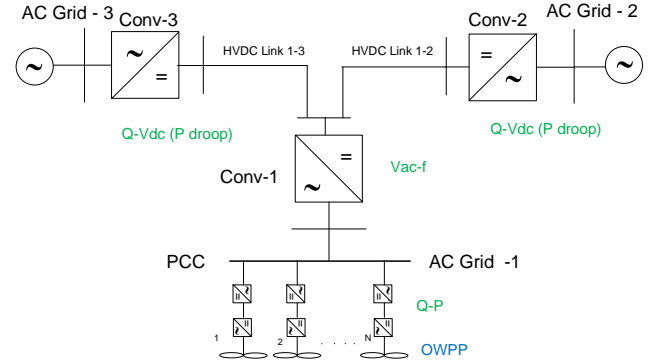 AC Grid - 3
Conv-3
Conv-2
AC Grid - 2
HVDC Link 1-3
HVDC Link 1-2
Q-Vdc (P droop)
Q-Vdc (P droop)
Conv-1
Vac-f
PCC
AC Grid -1
Q-P
1
2
. . . . .
N
OWPP